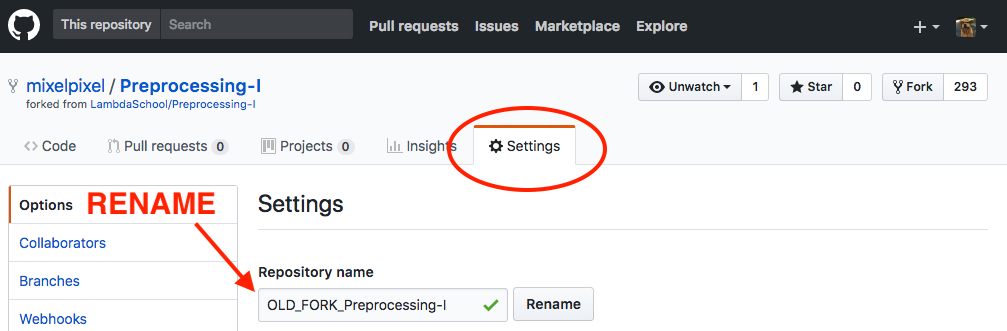 This repository Search Pull requests Issues Marketplace Explore
mixelpixel / Preprocessing-I Unwatch 1 Star 0 Fork 293
forked from LambdaSchool/Preprocessing-I
Code Pull requests 0 Projects 0 Insights Settings
Options RENAME Settings
Collaborators
Repository name
Branches
OLD_FORK_Preprocessing-I Rename
Webhooks